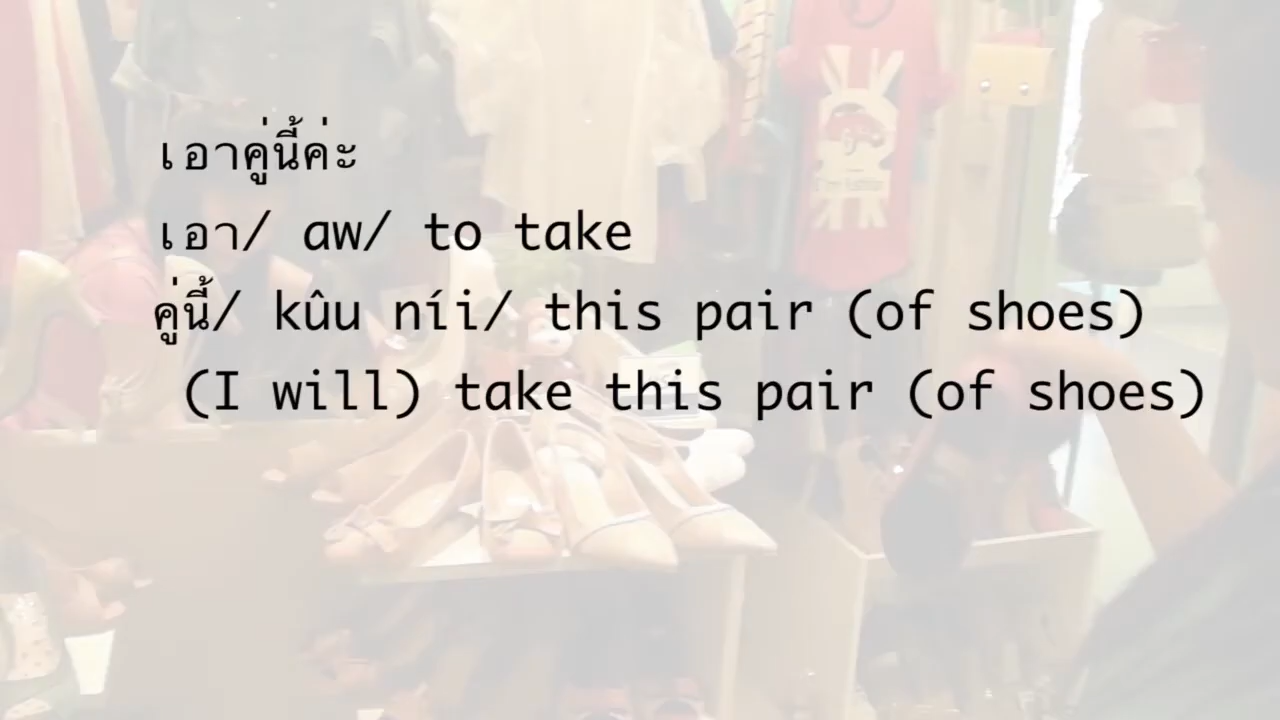 เอาคู่นี้ค่ะ
เอา/ aw/ to take
คู่นี้/ kûu níi/ this pair (of shoes)
(I will) take this pair (of shoes)